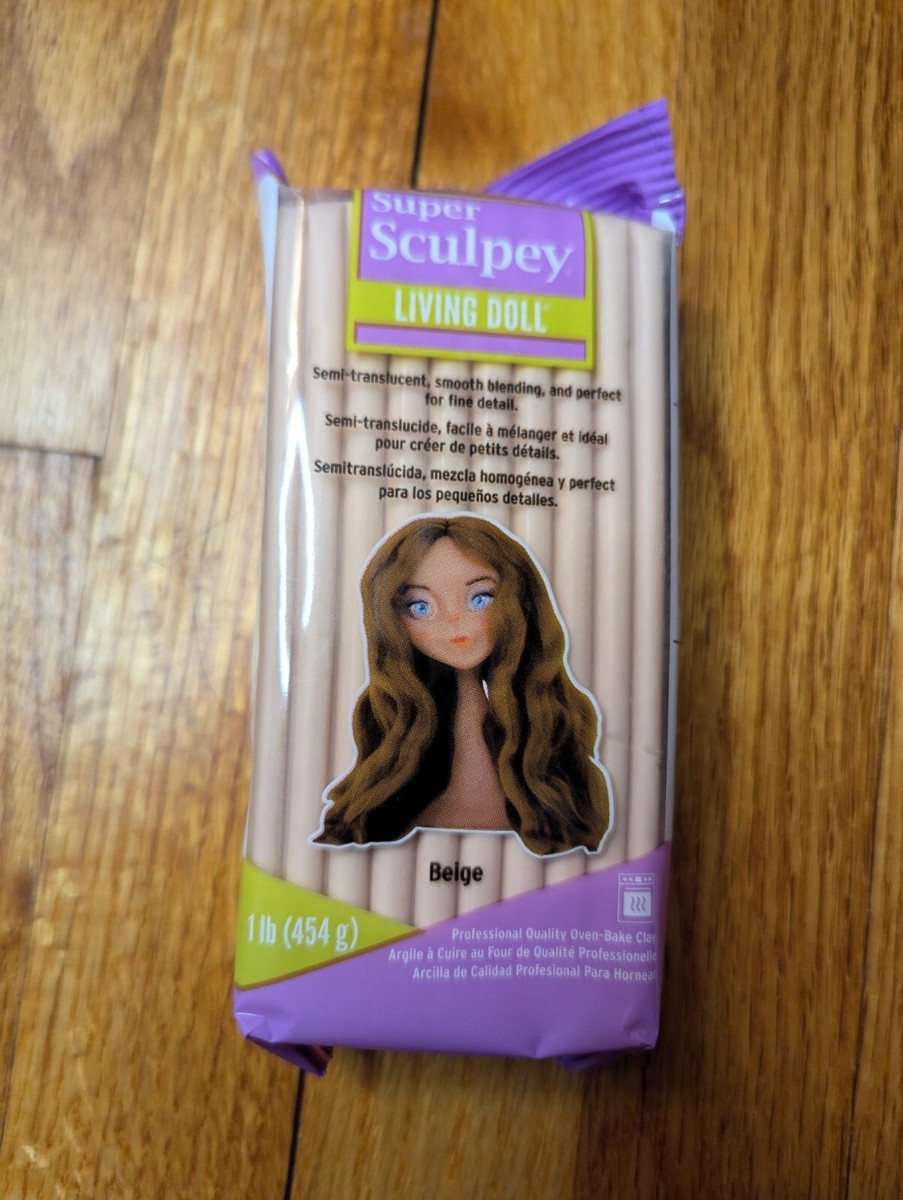 Super
Sculpey
LIVING DOLL
Semi-translucent, smooth blending, and perfect
for fine detail.
Semi-translucide, facile à mélanger et idéal
pour créer de petits détails.
Semitranslúcida, mezcla homogénea y perfect
para los pequeños detalles.
Beige
1 lb (454 g)
Professional Quality Oven-Bake Clay
Argile à Cuire au Four de Qualité Professionelle
Arcilla de Calidad Profesional Para Hornear